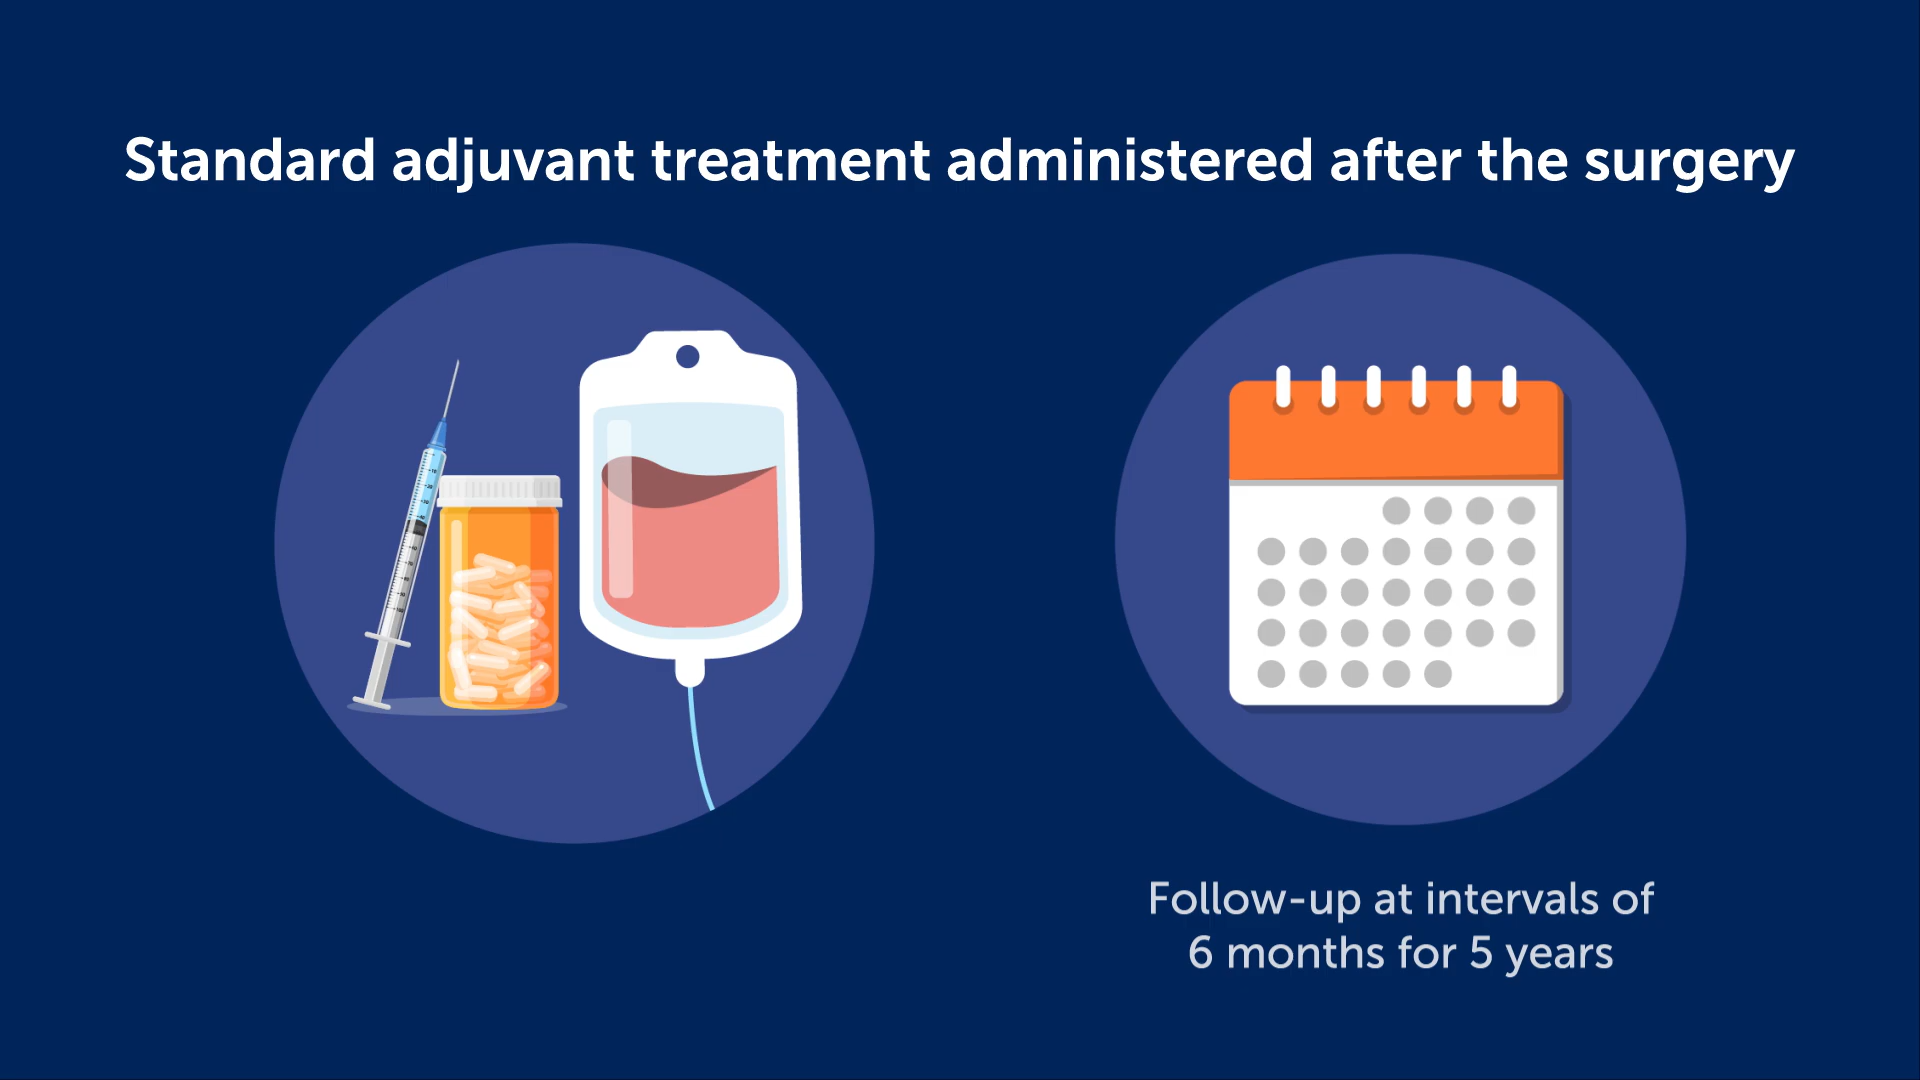 Standard adjuvant treatment administered after the surgery
Follow-up at intervals of
6 months for 5 years